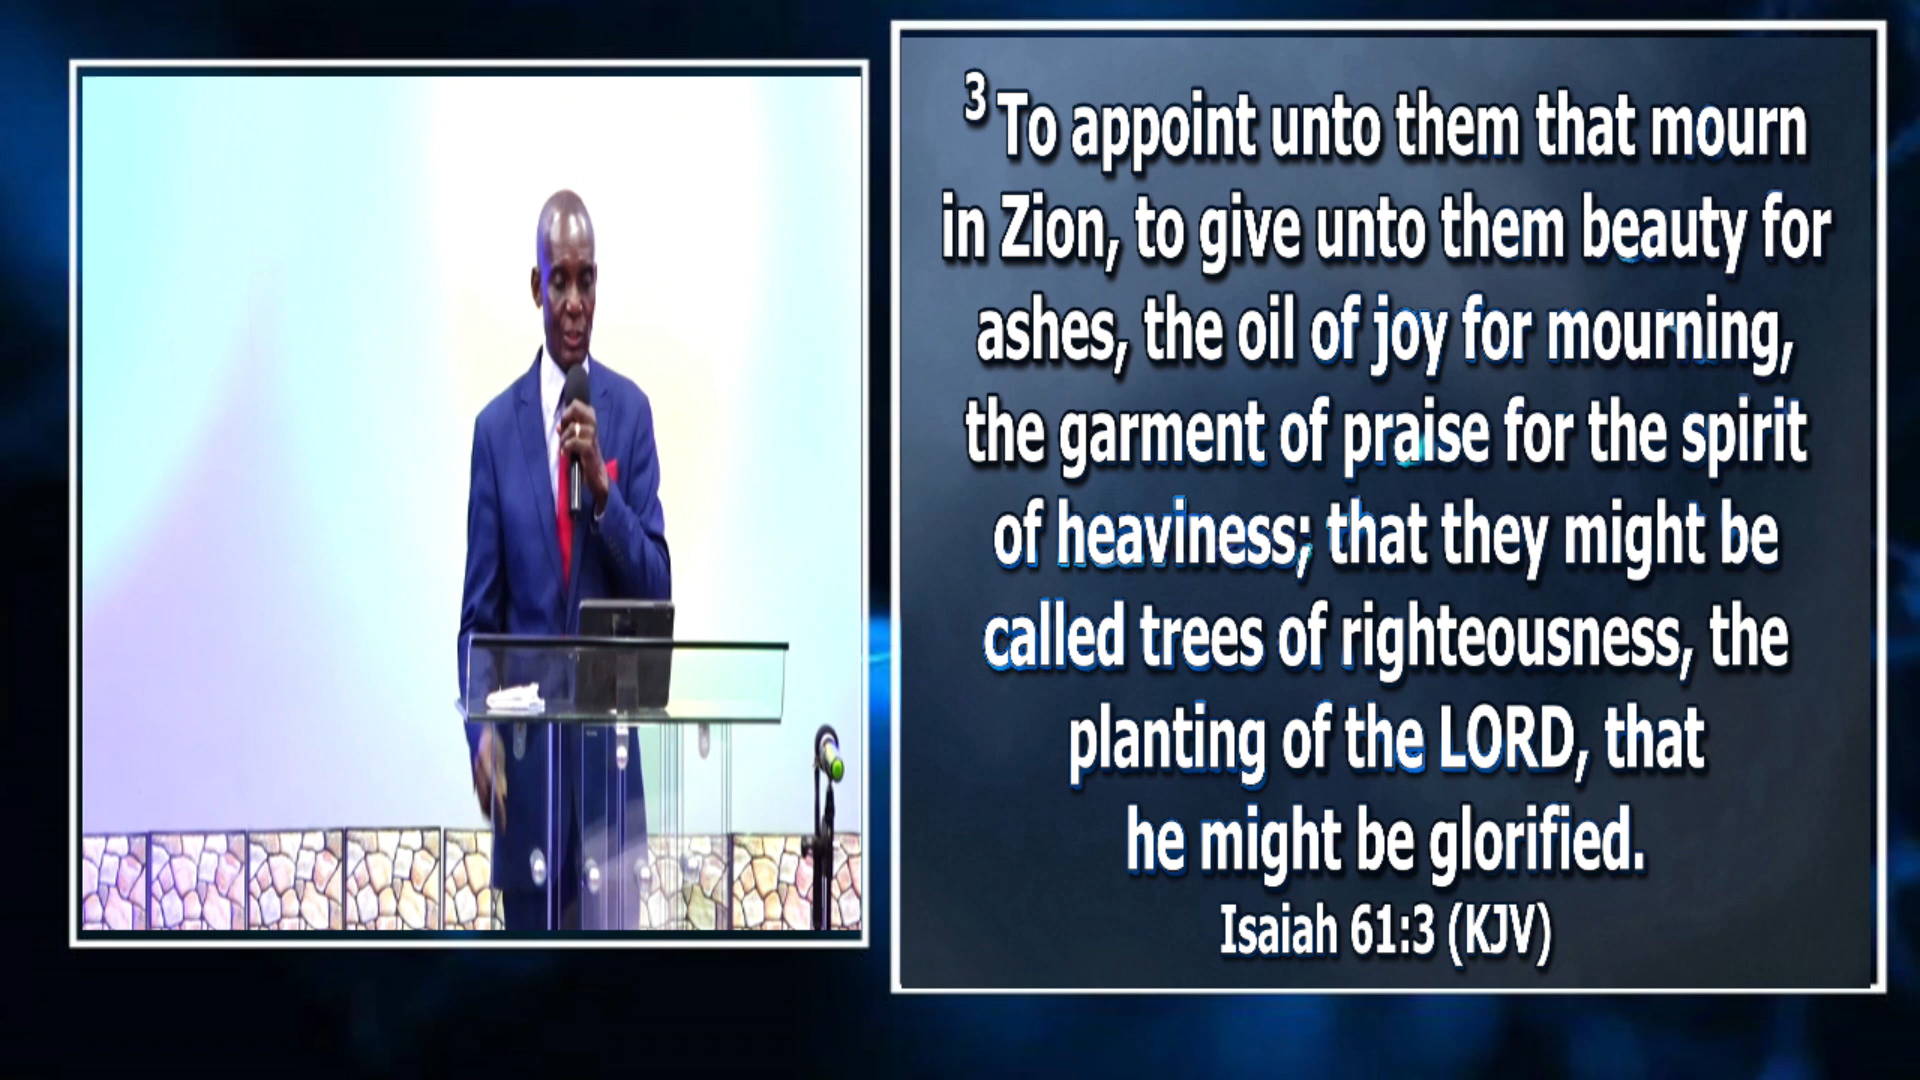 3 To appoint unto them that mourn
in Zion, to give unto them beauty for
ashes, the oil of joy for mourning,
the garment of praise for the spirit
of heaviness; that they might be
called trees of righteousness, the
planting of the LORD, that
he might be glorified.
Isaiah 61:3 (KJV)